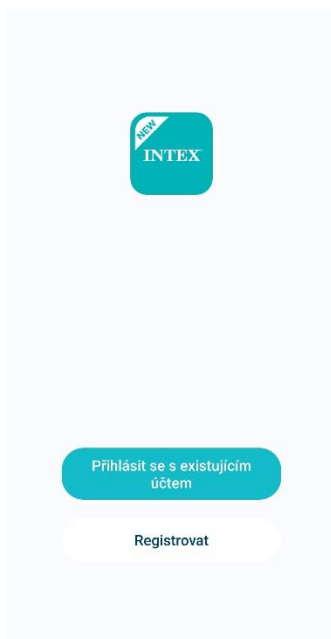 NEW
INTEX
Přihlásit se s existujícím
účtem
Registrovat